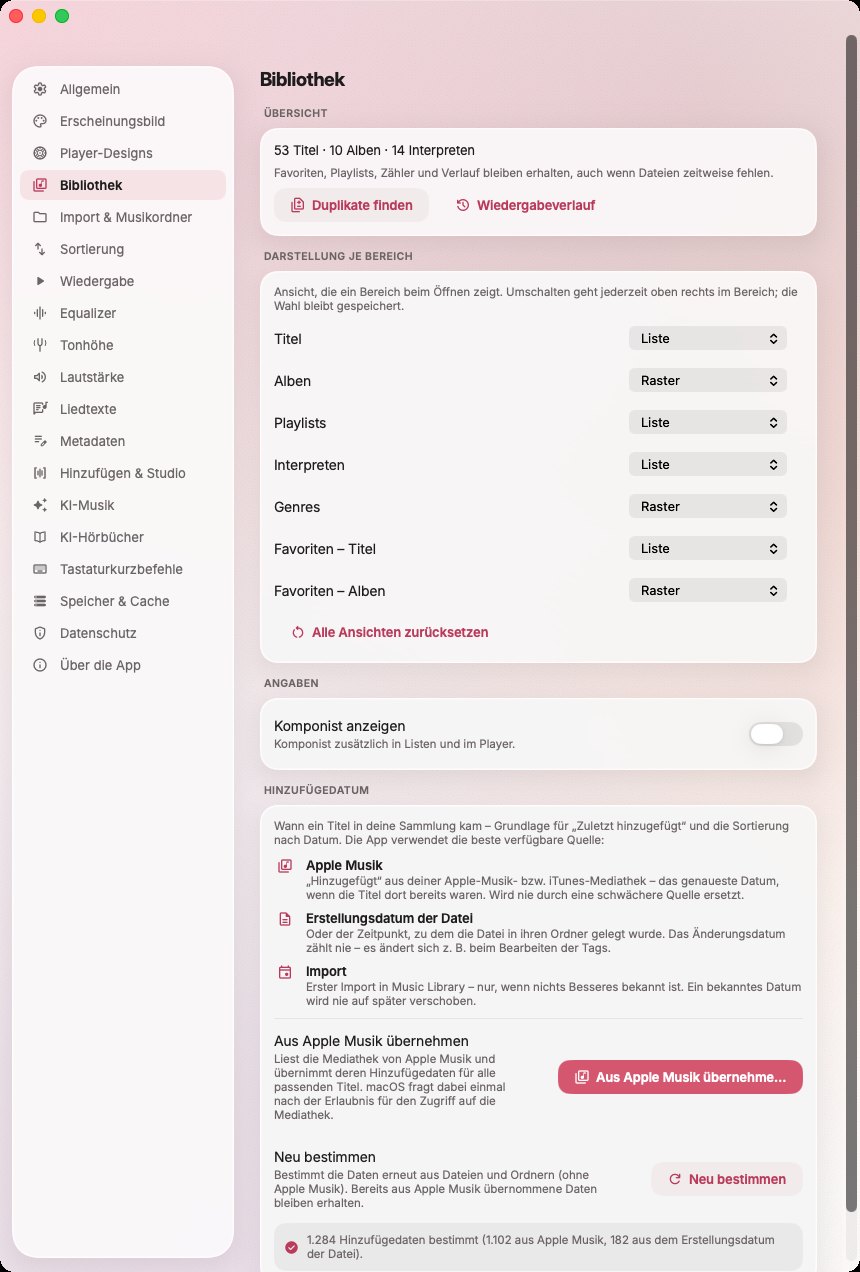 Allgemein
Erscheinungsbild
Player-Designs
Bibliothek
Import & Musikordner
Sortierung
Wiedergabe
Equalizer
Tonhöhe
Lautstärke
Liedtexte
Metadaten
Hinzufügen & Studio
KI-Musik
KI-Hörbücher
Tastaturkurzbefehle
Speicher & Cache
Datenschutz
Über die App
Bibliothek
ÜBERSICHT
53 Titel · 10 Alben · 14 Interpreten
Favoriten, Playlists, Zähler und Verlauf bleiben erhalten, auch wenn Dateien zeitweise fehlen.
Duplikate finden
Wiedergabeverlauf
DARSTELLUNG JE BEREICH
Ansicht, die ein Bereich beim Öffnen zeigt. Umschalten geht jederzeit oben rechts im Bereich; die
Wahl bleibt gespeichert.
Titel Liste
Alben Raster
Playlists Liste
Interpreten Liste
Genres Raster
Favoriten – Titel Liste
Favoriten – Alben Raster
Alle Ansichten zurücksetzen
ANGABEN
Komponist anzeigen
Komponist zusätzlich in Listen und im Player.
HINZUFÜGEDATUM
Wann ein Titel in deine Sammlung kam – Grundlage für „Zuletzt hinzugefügt“ und die Sortierung
nach Datum. Die App verwendet die beste verfügbare Quelle:
Apple Musik
„Hinzugefügt“ aus deiner Apple-Musik- bzw. iTunes-Mediathek – das genaueste Datum,
wenn die Titel dort bereits waren. Wird nie durch eine schwächere Quelle ersetzt.
Erstellungsdatum der Datei
Oder der Zeitpunkt, zu dem die Datei in ihren Ordner gelegt wurde. Das Änderungsdatum
zählt nie – es ändert sich z. B. beim Bearbeiten der Tags.
Import
Erster Import in Music Library – nur, wenn nichts Besseres bekannt ist. Ein bekanntes Datum
wird nie auf später verschoben.
Aus Apple Musik übernehmen
Liest die Mediathek von Apple Musik und
übernimmt deren Hinzufügedaten für alle
passenden Titel. macOS fragt dabei einmal
nach der Erlaubnis für den Zugriff auf die
Mediathek.
Aus Apple Musik übernehme...
Neu bestimmen
Bestimmt die Daten erneut aus Dateien und Ordnern (ohne
Apple Musik). Bereits aus Apple Musik übernommene Daten
bleiben erhalten.
Neu bestimmen
1.284 Hinzufügedaten bestimmt (1.102 aus Apple Musik, 182 aus dem Erstellungsdatum
der Datei).